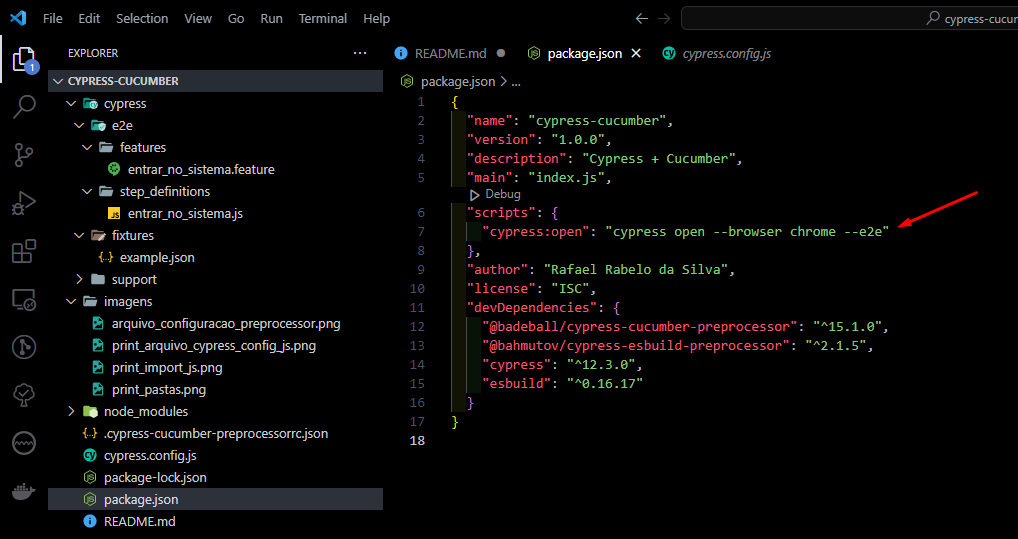 File Edit Selection View Go Run Terminal Help
cypress-cucum
EXPLORER
README.md
package.json
cypress.config.js
CYPRESS-CUCUMBER
package.json > ...
cypress
e2e
features
entrar_no_sistema.feature
step_definitions
JS entrar_no_sistema.js
fixtures
{..} example.json
support
imagens
arquivo_configuracao_preprocessor.png
print_arquivo_cypress_config_js.png
print_import_js.png
print_pastas.png
node_modules
{..} .cypress-cucumber-preprocessorrc.json
cy cypress.config.js
package-lock.json
package.json
README.md
1
1 {
2 "name": "cypress-cucumber",
3 "version": "1.0.0",
4 "description": "Cypress + Cucumber",
5 "main": "index.js",
Debug
6 "scripts": {
7 "cypress:open": "cypress open --browser chrome --e2e"
8 },
9 "author": "Rafael Rabelo da Silva",
10 "license": "ISC",
11 "devDependencies": {
12 "@badeball/cypress-cucumber-preprocessor": "^15.1.0",
13 "@bahmutov/cypress-esbuild-preprocessor": "^2.1.5",
14 "cypress": "^12.3.0",
15 "esbuild": "^0.16.17"
16 }
17 }
18